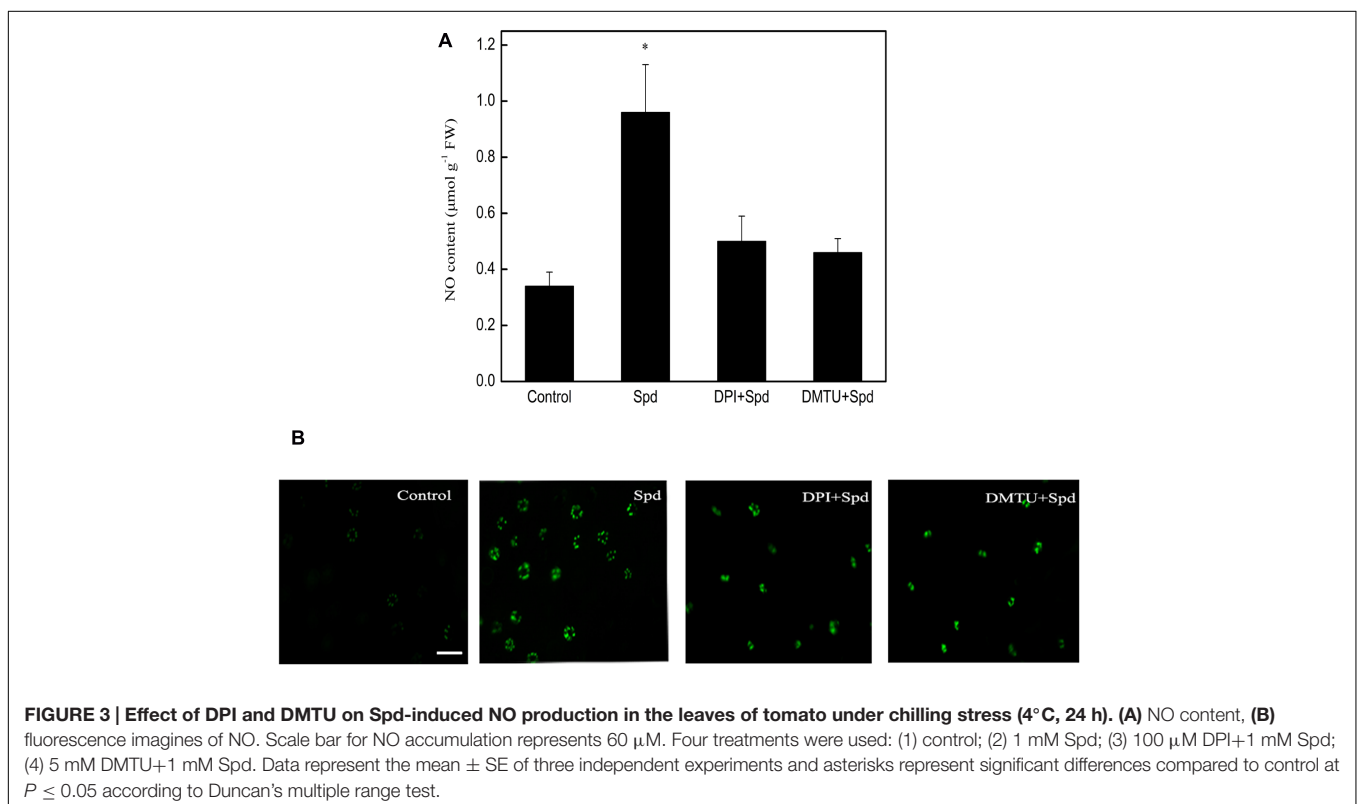 A
*
1.2
1.0
0.8
0.6
0.4
0.2
0.0
NO content (μmol g⁻¹ FW)
Control Spd DPI+Spd DMTU+Spd
B
Control Spd DPI+Spd DMTU+Spd
FIGURE 3 | Effect of DPI and DMTU on Spd-induced NO production in the leaves of tomato under chilling stress (4°C, 24 h). (A) NO content, (B)
fluorescence imagines of NO. Scale bar for NO accumulation represents 60 μM. Four treatments were used: (1) control; (2) 1 mM Spd; (3) 100 μM DPI+1 mM Spd;
(4) 5 mM DMTU+1 mM Spd. Data represent the mean ± SE of three independent experiments and asterisks represent significant differences compared to control at
P ≤ 0.05 according to Duncan's multiple range test.